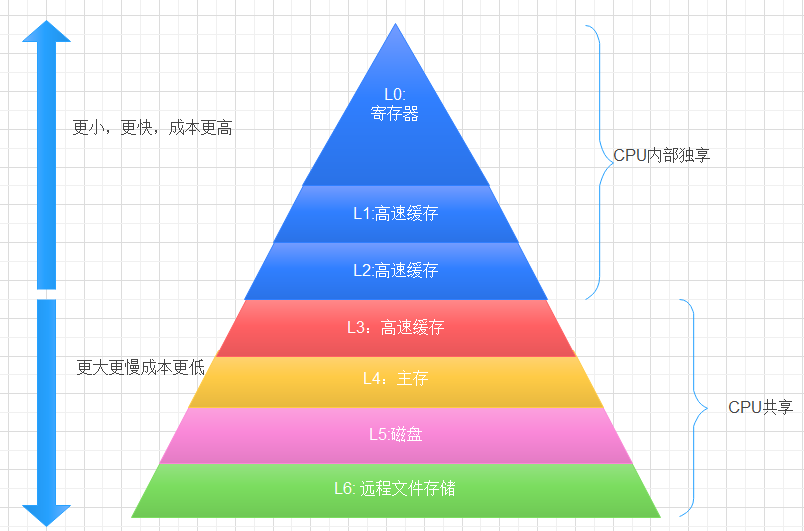 L0:
寄存器
更小，更快，成本更高
CPU内部独享
L1:高速缓存
L2:高速缓存
L3：高速缓存
更大更慢成本更低
L4：主存
CPU共享
L5:磁盘
L6: 远程文件存储